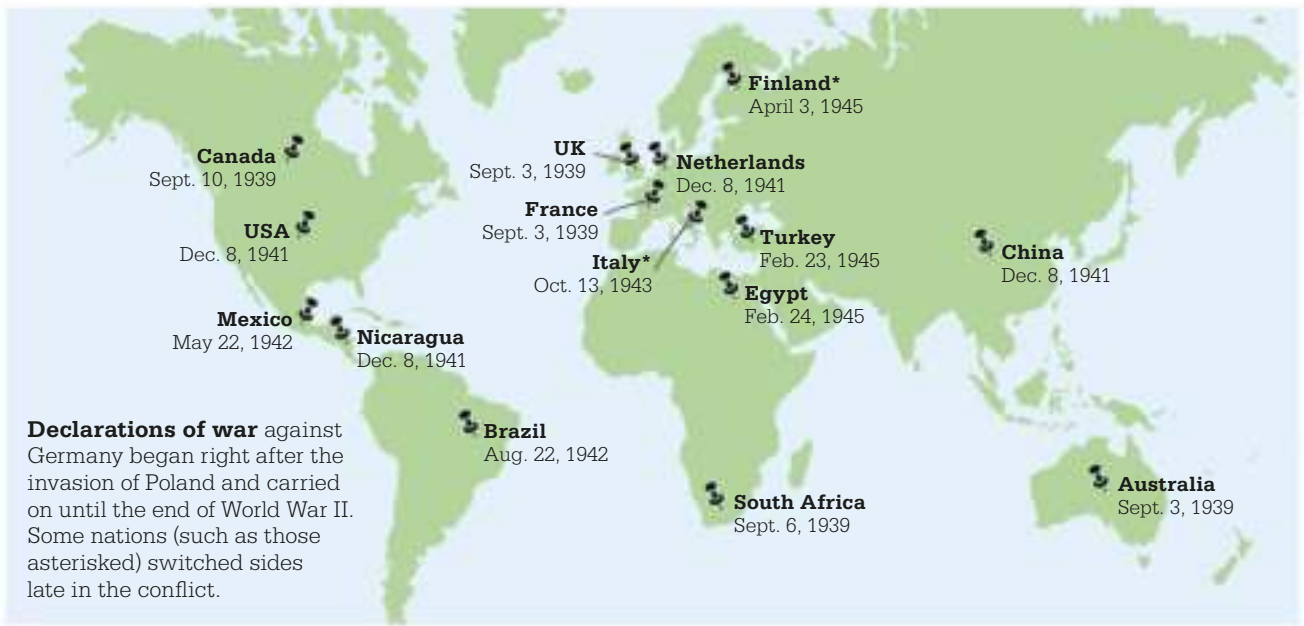 Finland*
April 3, 1945
UK
Sept. 3, 1939
Netherlands
Dec. 8, 1941
Canada
Sept. 10, 1939
France
Sept. 3, 1939
USA
Dec. 8, 1941
Turkey
Feb. 23, 1945
Italy*
Oct. 13, 1943
China
Dec. 8, 1941
Egypt
Feb. 24, 1945
Mexico
May 22, 1942
Nicaragua
Dec. 8, 1941
Brazil
Aug. 22, 1942
South Africa
Sept. 6, 1939
Australia
Sept. 3, 1939
Declarations of war against
Germany began right after the
invasion of Poland and carried
on until the end of World War II.
Some nations (such as those
asterisked) switched sides
late in the conflict.